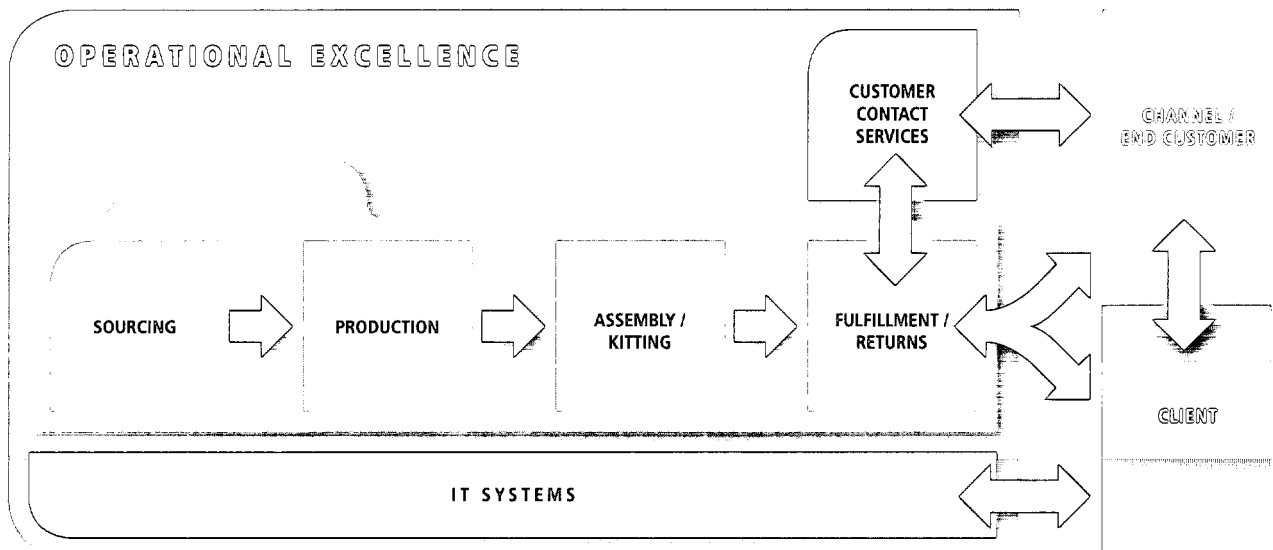 OPERATIONAL EXCELLENCE
CUSTOMER
CONTACT
SERVICES
CHANNEL /
END CUSTOMER
SOURCING
PRODUCTION
ASSEMBLY /
KITTING
FULFILLMENT /
RETURNS
CLIENT
IT SYSTEMS